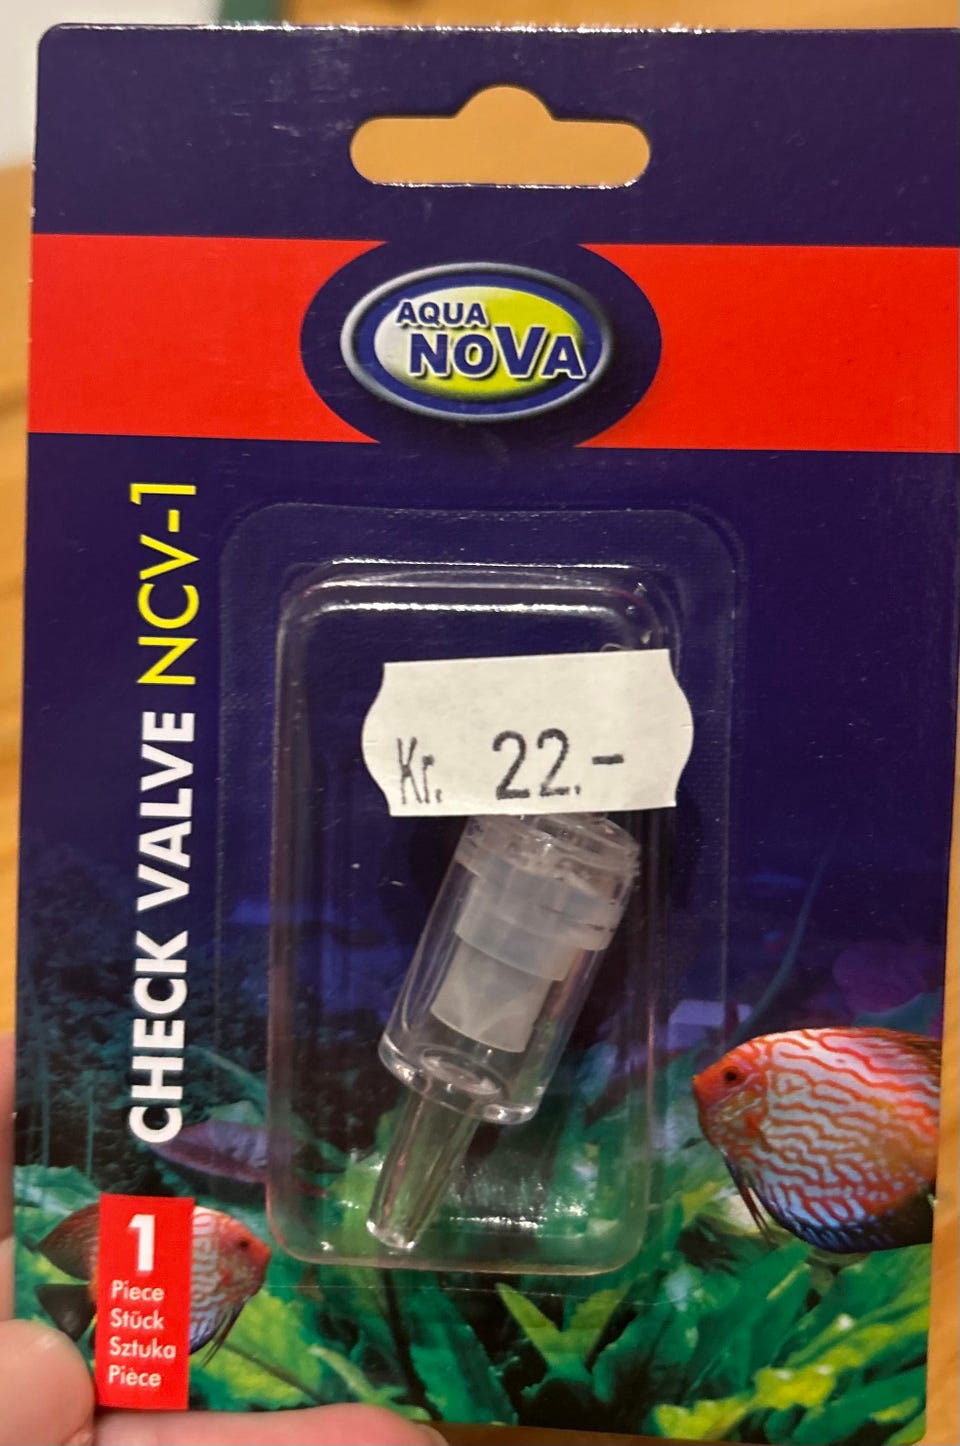 AQUA
NOVA
CHECK VALVE NCV-1
Kr. 22.-
1
Piece
Stück
Sztuka
Pièce